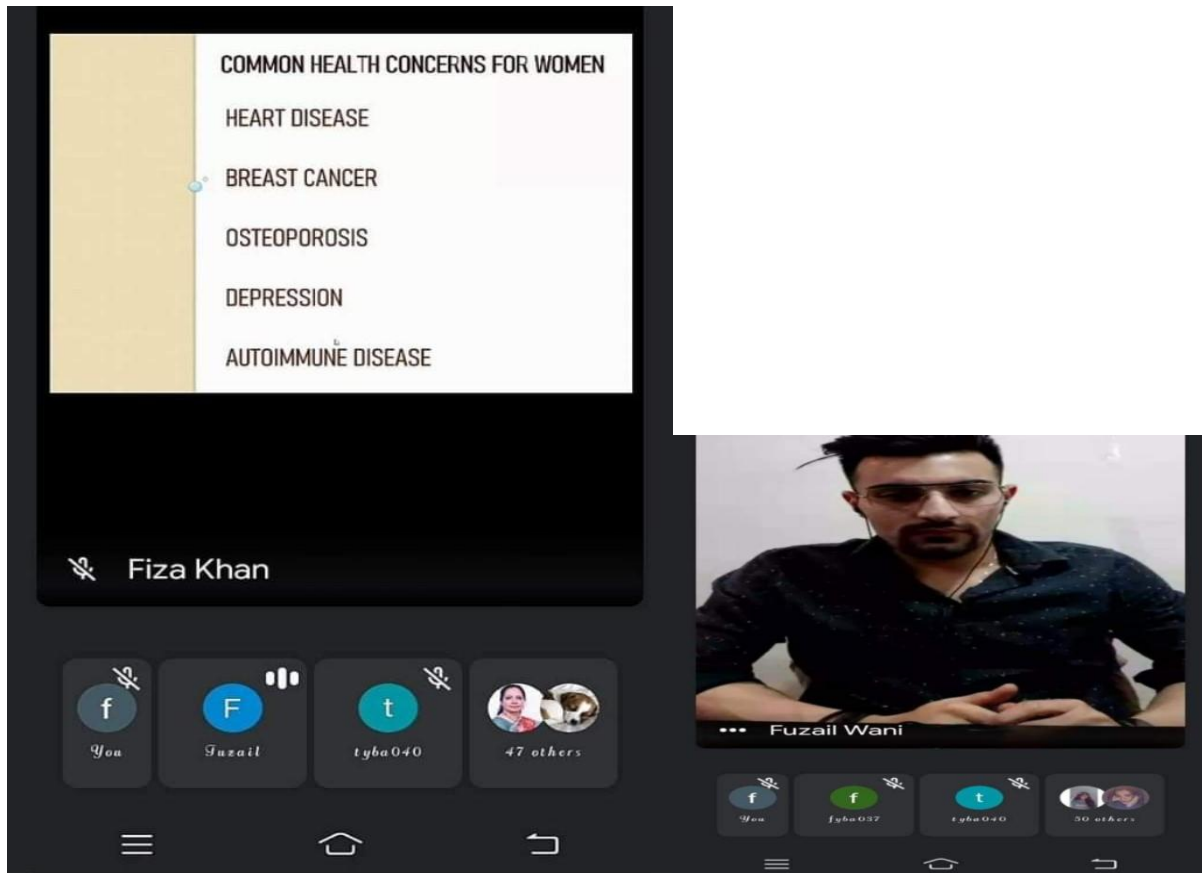 COMMON HEALTH CONCERNS FOR WOMEN
HEART DISEASE
BREAST CANCER
OSTEOPOROSIS
DEPRESSION
AUTOIMMUNE DISEASE
Fiza Khan
f
You
F
Fuzail
t
tyba040
47 others
Fuzail Wani
f
You
f
fyba037
t
tyba040
50 others